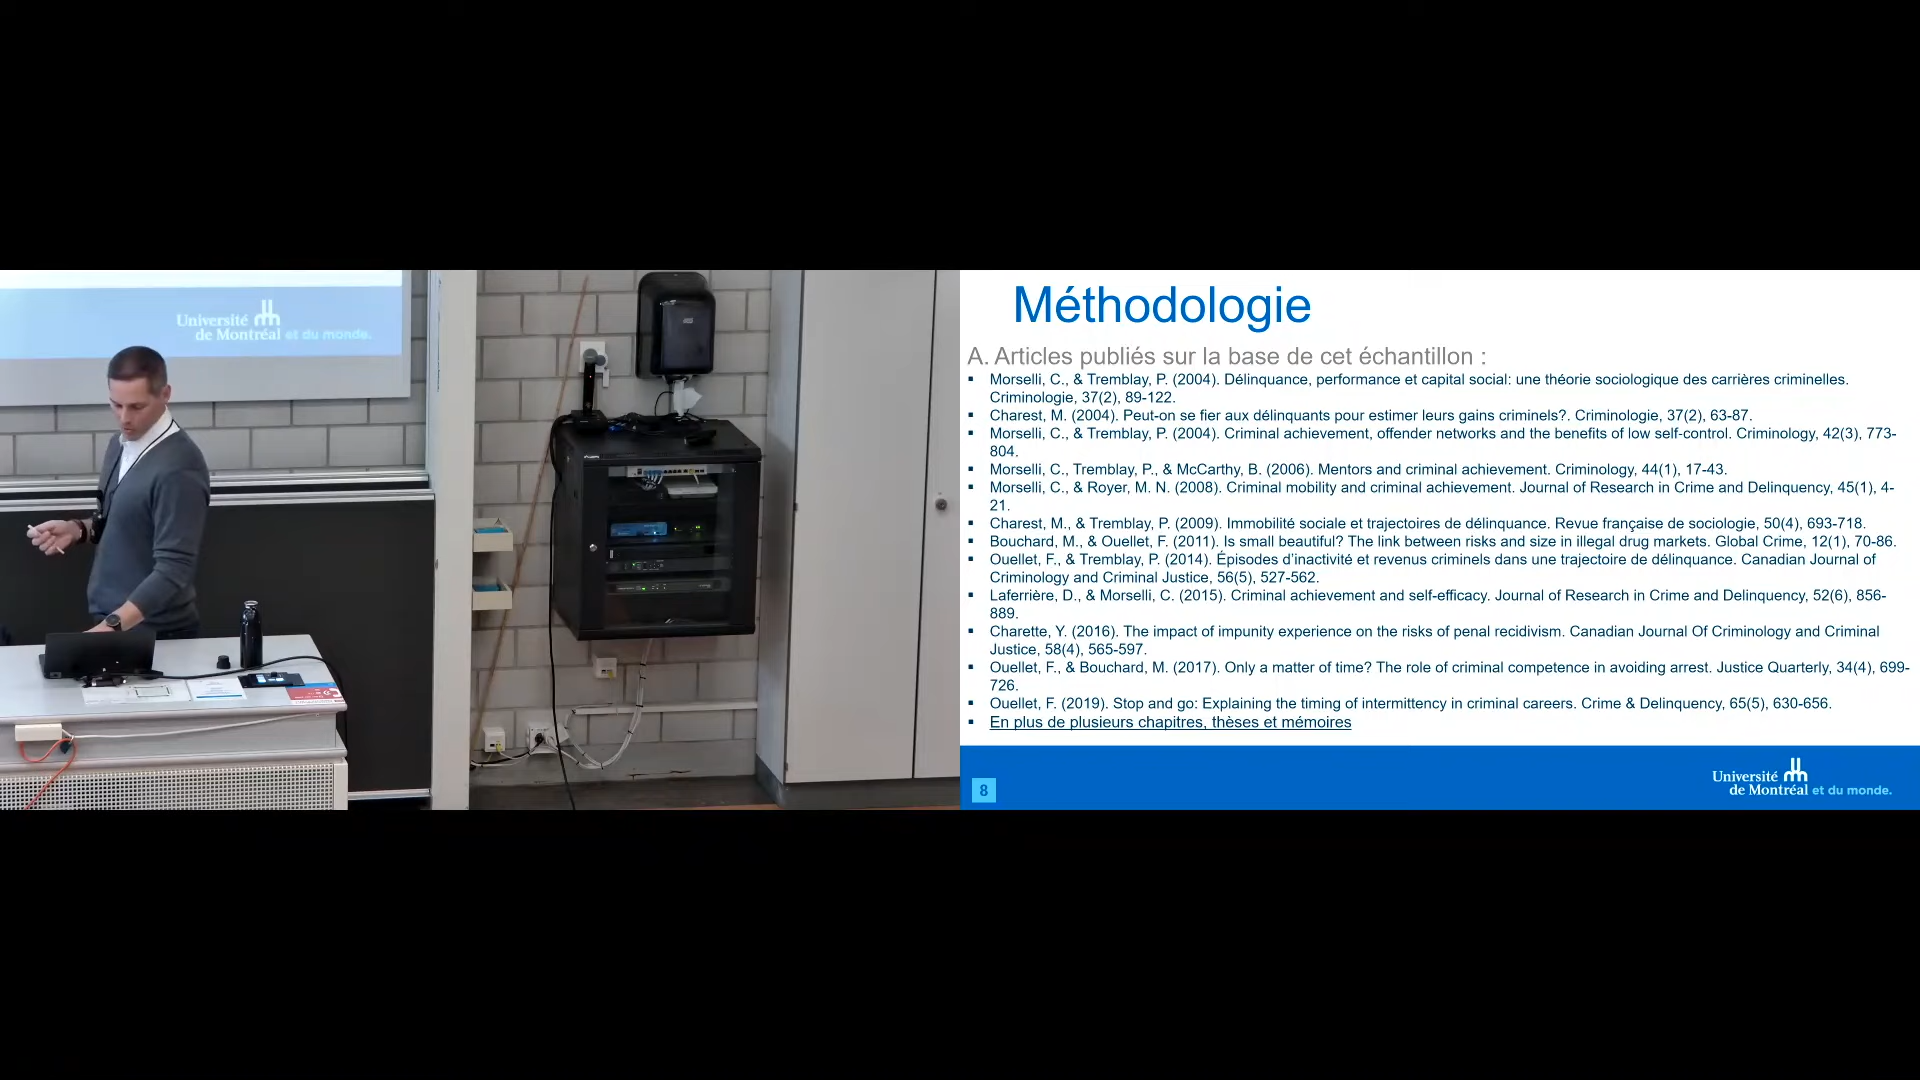 Université
de Montréal et du monde.
Méthodologie
A. Articles publiés sur la base de cet échantillon :
▪ Morselli, C., & Tremblay, P. (2004). Délinquance, performance et capital social: une théorie sociologique des carrières criminelles.
Criminologie, 37(2), 89-122.
▪ Charest, M. (2004). Peut-on se fier aux délinquants pour estimer leurs gains criminels?. Criminologie, 37(2), 63-87.
▪ Morselli, C., & Tremblay, P. (2004). Criminal achievement, offender networks and the benefits of low self-control. Criminology, 42(3), 773-
804.
▪ Morselli, C., Tremblay, P., & McCarthy, B. (2006). Mentors and criminal achievement. Criminology, 44(1), 17-43.
▪ Morselli, C., & Royer, M. N. (2008). Criminal mobility and criminal achievement. Journal of Research in Crime and Delinquency, 45(1), 4-
21.
▪ Charest, M., & Tremblay, P. (2009). Immobilité sociale et trajectoires de délinquance. Revue française de sociologie, 50(4), 693-718.
▪ Bouchard, M., & Ouellet, F. (2011). Is small beautiful? The link between risks and size in illegal drug markets. Global Crime, 12(1), 70-86.
▪ Ouellet, F., & Tremblay, P. (2014). Épisodes d'inactivité et revenus criminels dans une trajectoire de délinquance. Canadian Journal of
Criminology and Criminal Justice, 56(5), 527-562.
▪ Laferrière, D., & Morselli, C. (2015). Criminal achievement and self-efficacy. Journal of Research in Crime and Delinquency, 52(6), 856-
889.
▪ Charette, Y. (2016). The impact of impunity experience on the risks of penal recidivism. Canadian Journal Of Criminology and Criminal
Justice, 58(4), 565-597.
▪ Ouellet, F., & Bouchard, M. (2017). Only a matter of time? The role of criminal competence in avoiding arrest. Justice Quarterly, 34(4), 699-
726.
▪ Ouellet, F. (2019). Stop and go: Explaining the timing of intermittency in criminal careers. Crime & Delinquency, 65(5), 630-656.
▪ En plus de plusieurs chapitres, thèses et mémoires
8
Université
de Montréal et du monde.